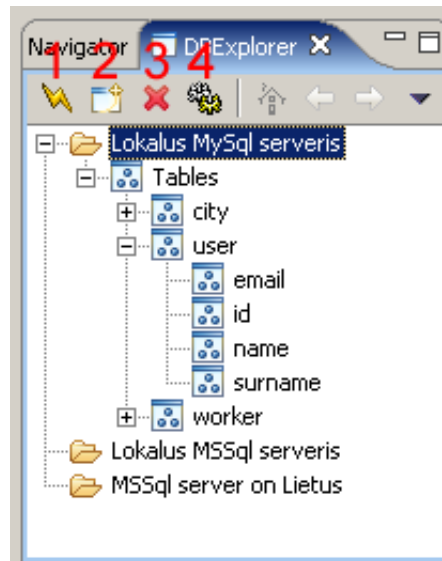 Navigator DBExplorer
1 2 3 4
Lokalus MySql serveris
Tables
city
user
email
id
name
surname
worker
Lokalus MSSql serveris
MSSql server on Lietus